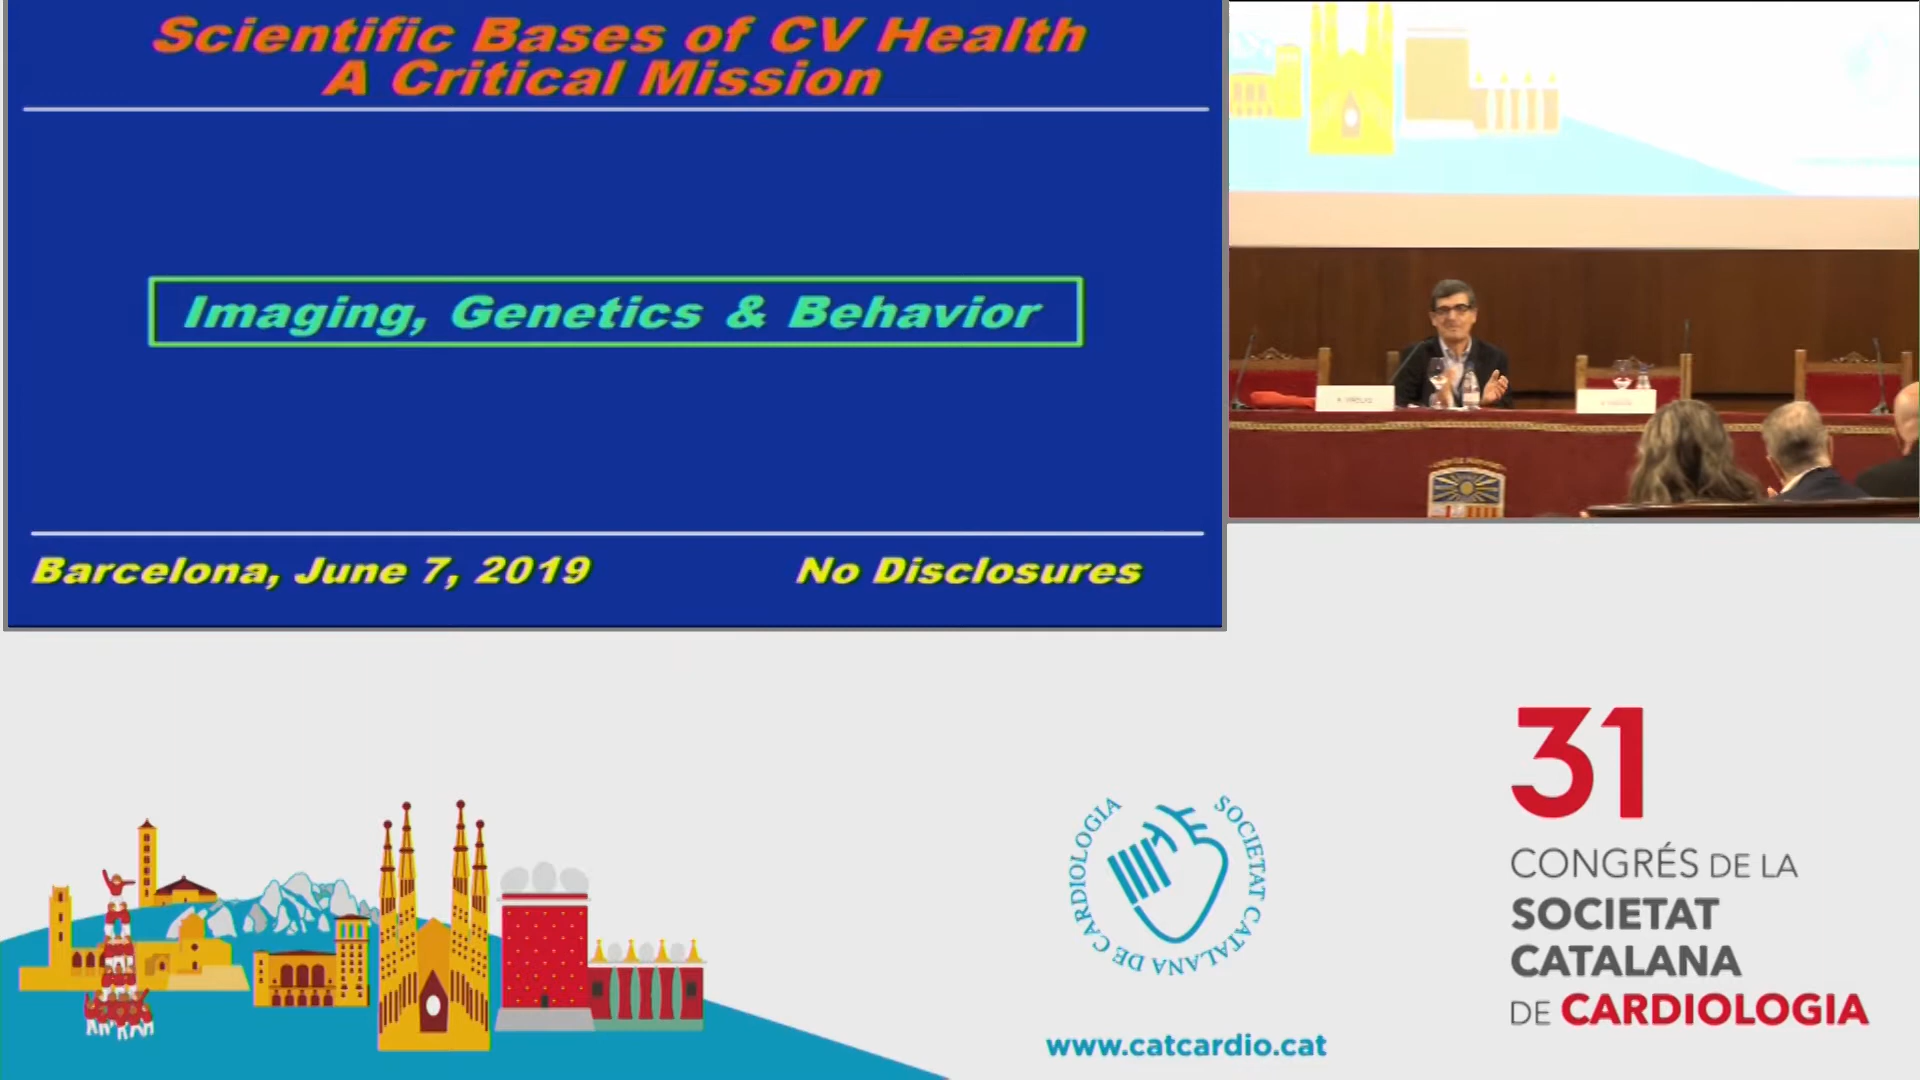 Scientific Bases of CV Health
A Critical Mission
Imaging, Genetics & Behavior
Barcelona, June 7, 2019
No Disclosures
SOCIETAT CATALANA DE CARDIOLOGIA
www.catcardio.cat
31
CONGRÉS DE LA
SOCIETAT
CATALANA
DE CARDIOLOGIA